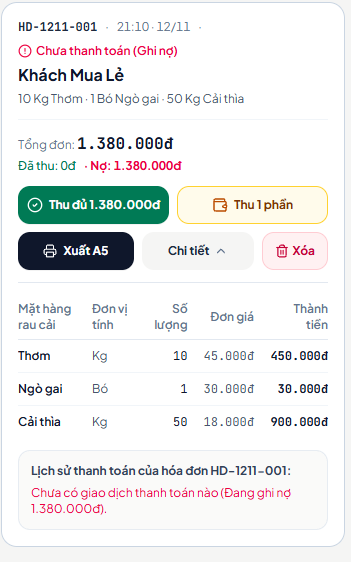 HD-1211-001 · 21:10·12/11 ·
Chưa thanh toán (Ghi nợ)
Khách Mua Lẻ
10 Kg Thơm · 1 Bó Ngò gai · 50 Kg Cải thìa
Tổng đơn: 1.380.000đ
Đã thu: 0đ · Nợ: 1.380.000đ
Thu đủ 1.380.000đ Thu 1 phần
Xuất A5 Chi tiết Xóa
Mặt hàng rau cải Đơn vị tính Số lượng Đơn giá Thành tiền
Thơm Kg 10 45.000đ 450.000đ
Ngò gai Bó 1 30.000đ 30.000đ
Cải thìa Kg 50 18.000đ 900.000đ
Lịch sử thanh toán của hóa đơn HD-1211-001:
Chưa có giao dịch thanh toán nào (Đang ghi nợ
1.380.000đ).